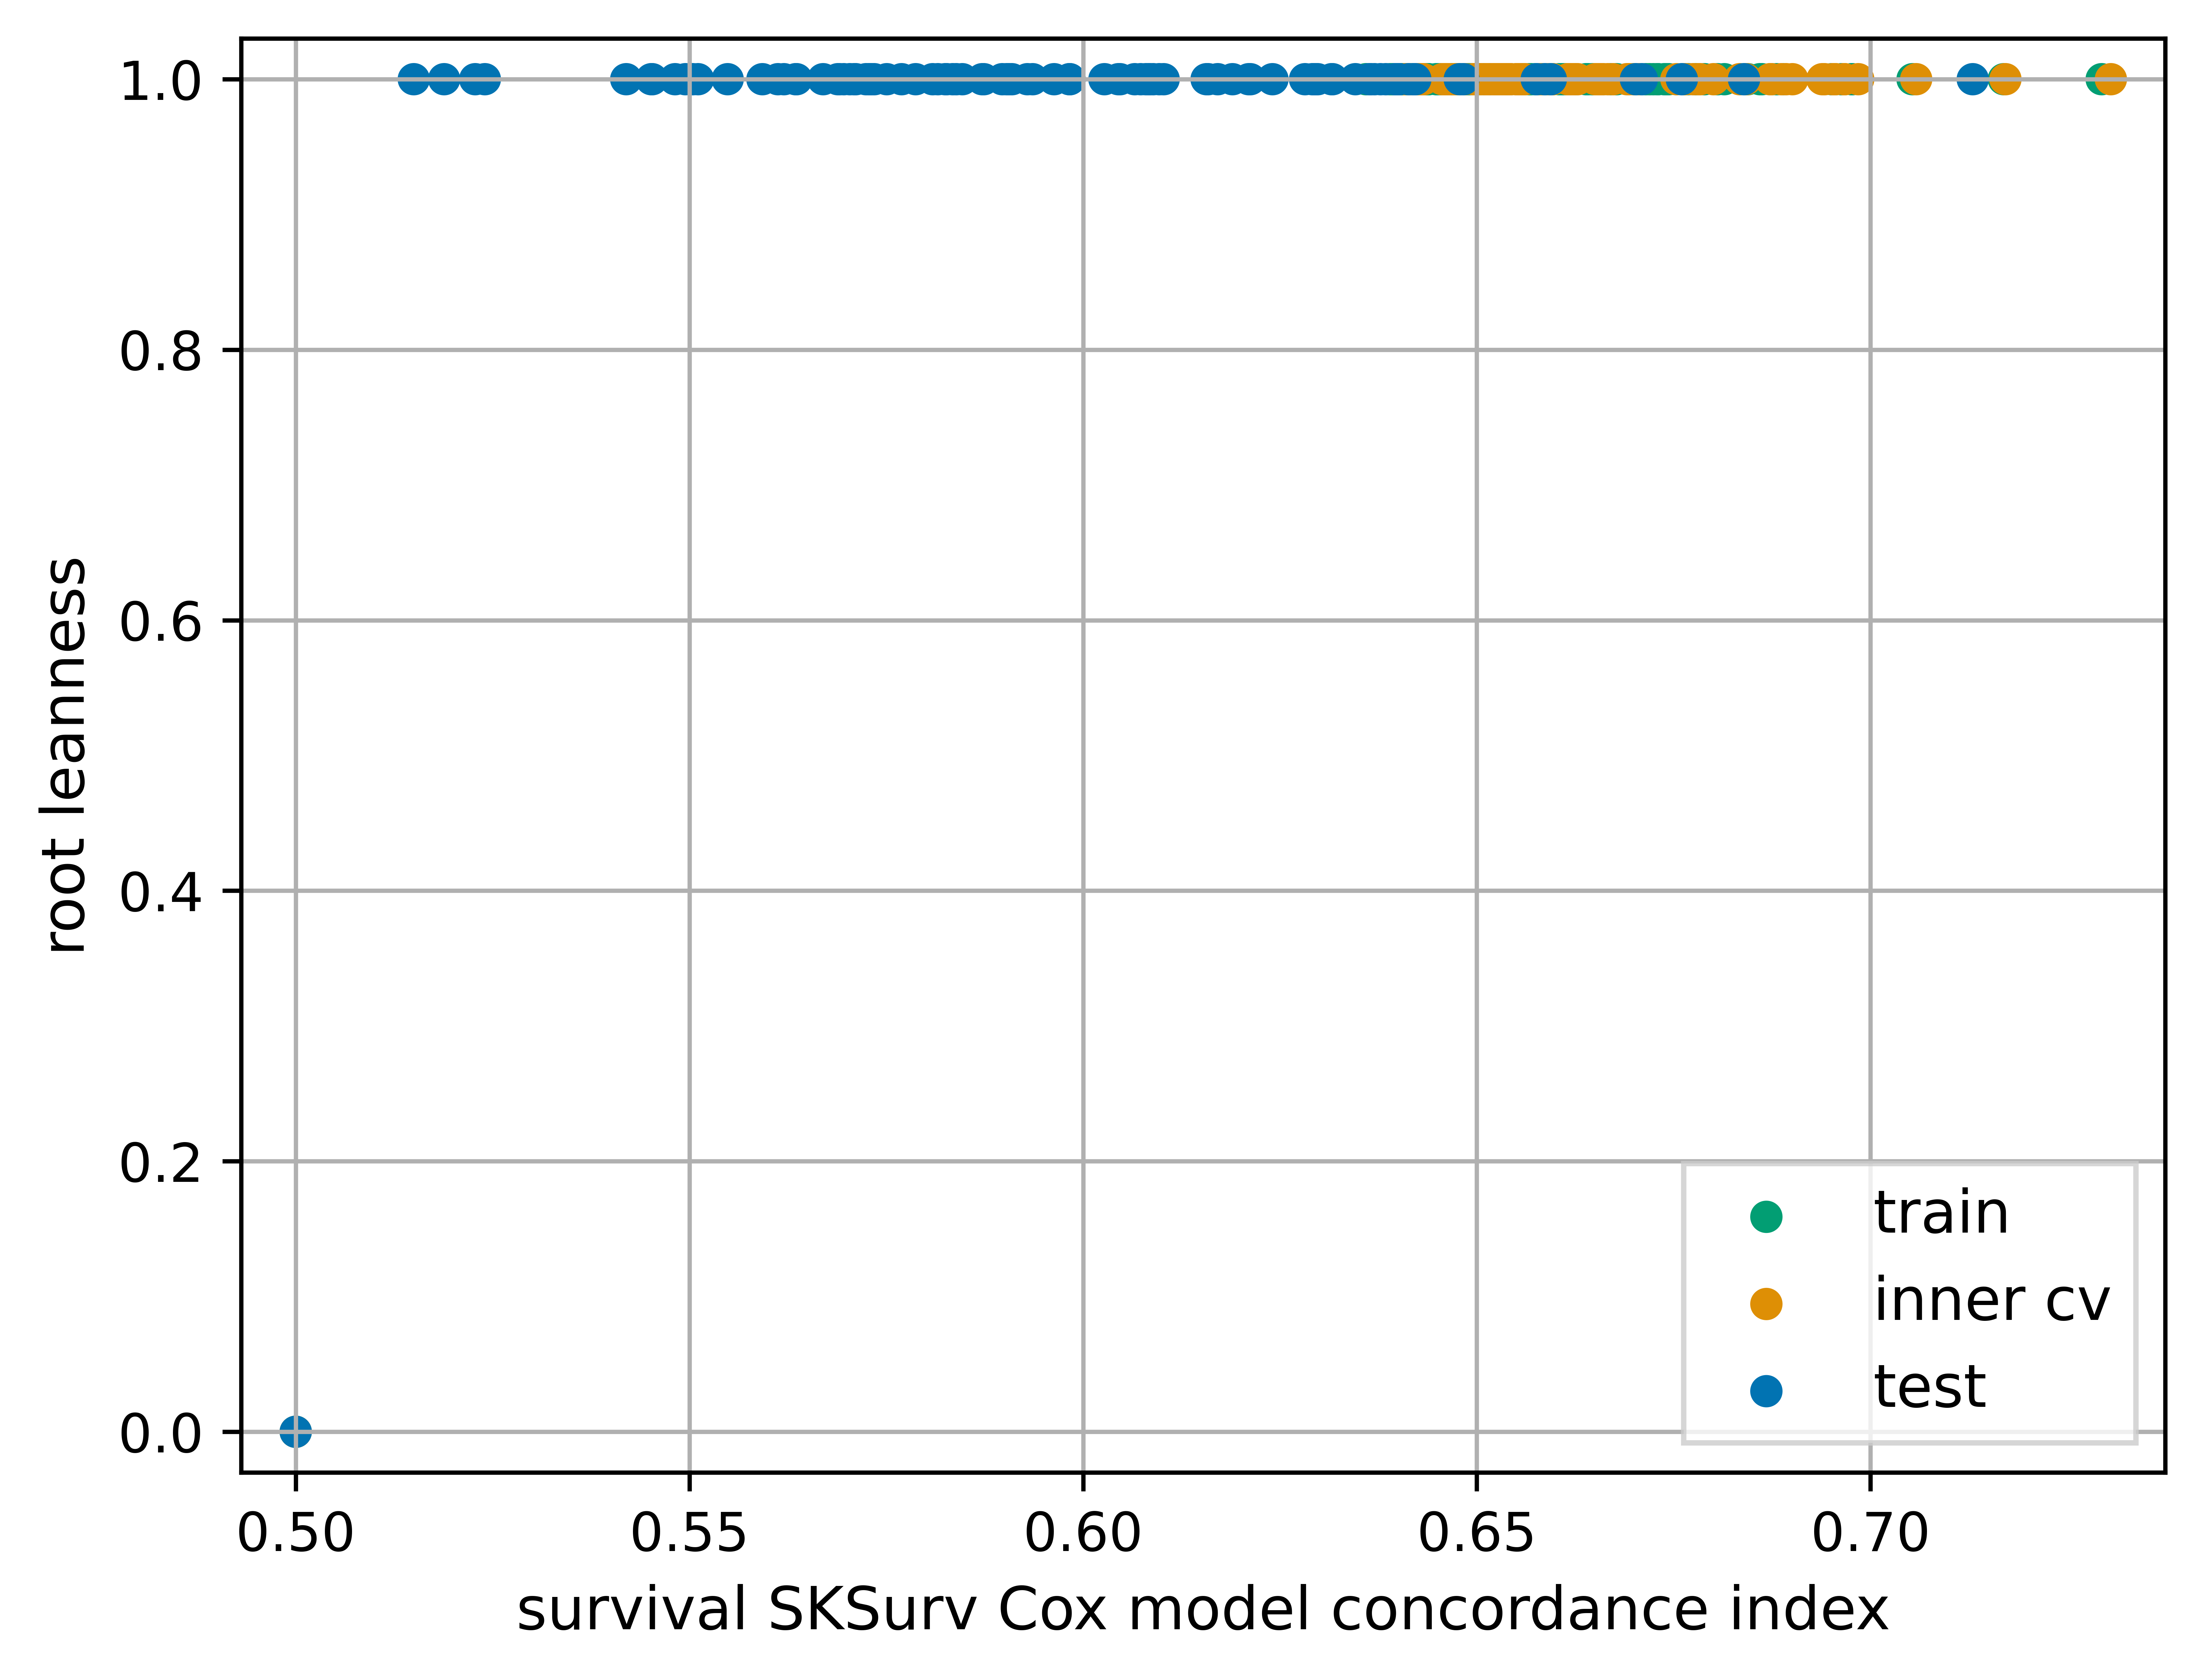 1.0
0.8
0.6
0.4
0.2
0.0
root leanness
train
inner cv
test
0.50 0.55 0.60 0.65 0.70
survival SKSurv Cox model concordance index